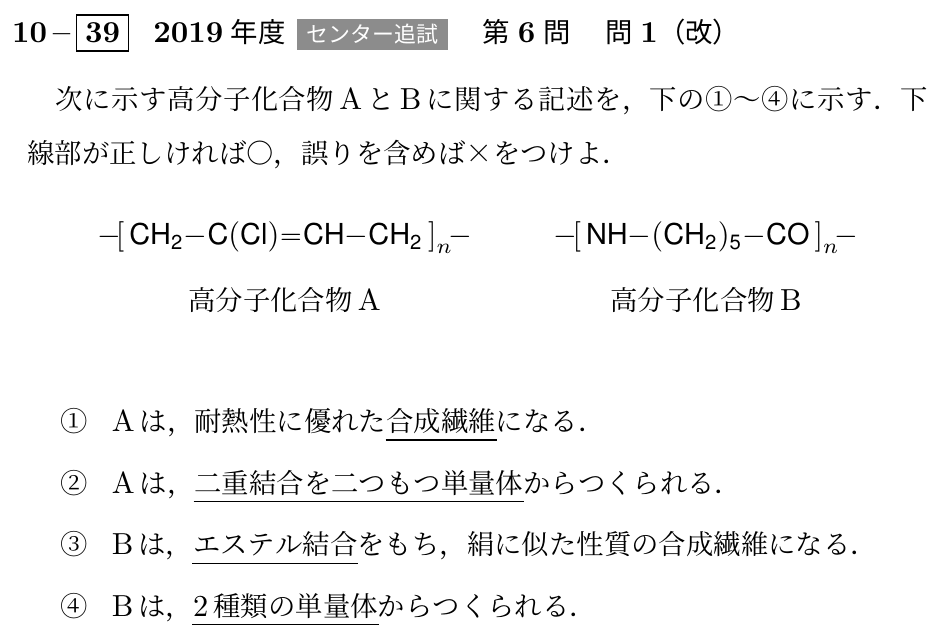 10－39 2019年度 センター追試 第6問 問1（改）
次に示す高分子化合物AとBに関する記述を，下の①〜④に示す．下
線部が正しければ○，誤りを含めば×をつけよ．
−[CH₂−C(Cl)=CH−CH₂]ₙ− −[NH−(CH₂)₅−CO]ₙ−
高分子化合物A 高分子化合物B
① Aは，耐熱性に優れた合成繊維になる．
② Aは，二重結合を二つもつ単量体からつくられる．
③ Bは，エステル結合をもち，絹に似た性質の合成繊維になる．
④ Bは，2種類の単量体からつくられる．